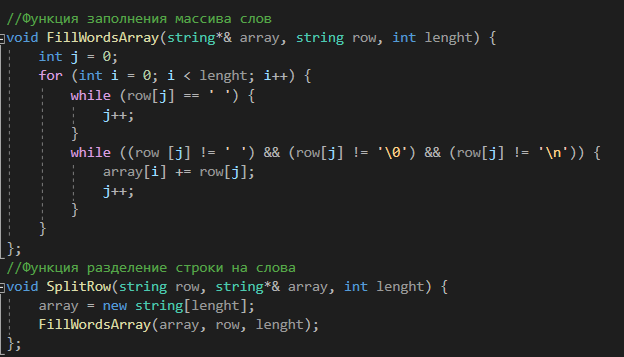 //Функция заполнения массива слов
void FillWordsArray(string*& array, string row, int lenght) {
    int j = 0;
    for (int i = 0; i < lenght; i++) {
        while (row[j] == ' ') {
            j++;
        }
        while ((row [j] != ' ') && (row[j] != '\0') && (row[j] != '\n')) {
            array[i] += row[j];
            j++;
        }
    }
};
//Функция разделение строки на слова
void SplitRow(string row, string*& array, int lenght) {
    array = new string[lenght];
    FillWordsArray(array, row, lenght);
};